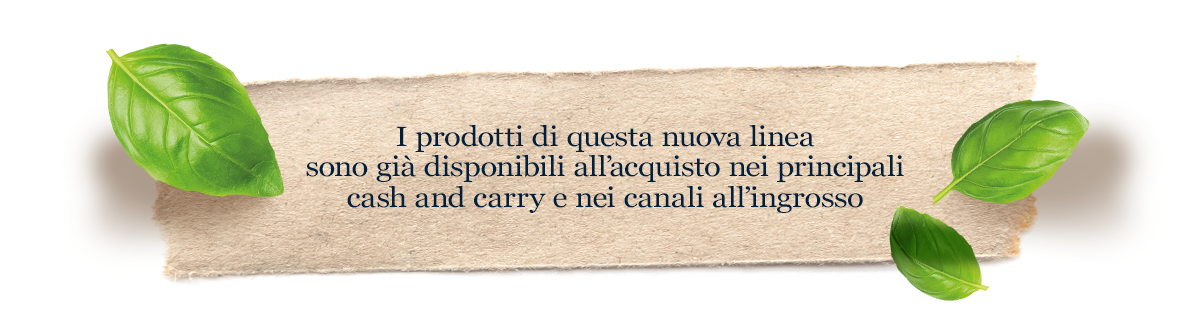 I prodotti di questa nuova linea
sono già disponibili all’acquisto nei principali
cash and carry e nei canali all’ingrosso